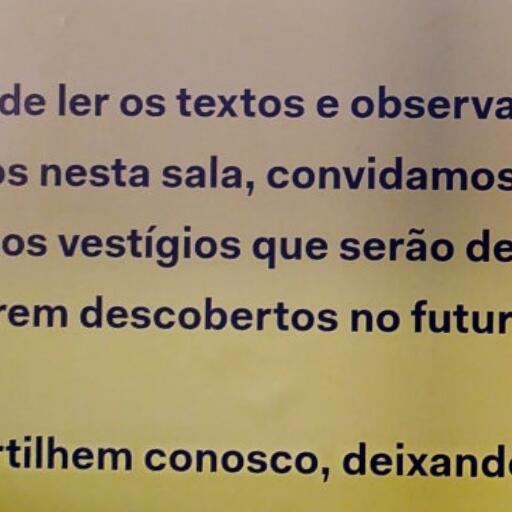 de ler os textos e observa
os nesta sala, convidamos
os vestígios que serão de
rem descobertos no futur
rtilhem conosco, deixand